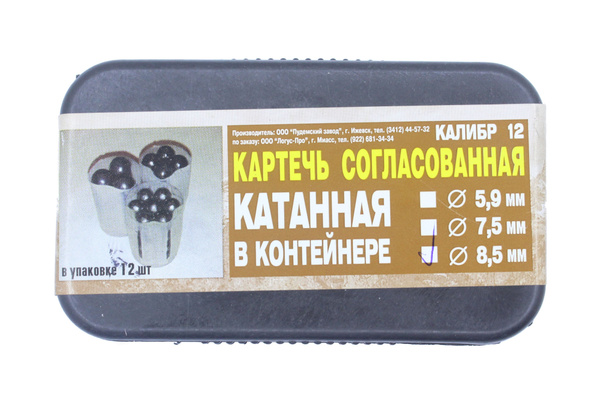 Производитель: ООО "Пуденский завод", г. Ижевск, тел. (3412) 44-57-32
по заказу: ООО "Логус-Про", г. Миасс, тел. (922) 681-34-34
КАЛИБР 12
КАРТЕЧЬ СОГЛАСОВАННАЯ
КАТАННАЯ
В КОНТЕЙНЕРЕ
Ø 5,9 мм
Ø 7,5 мм
Ø 8,5 мм
в упаковке 12 шт